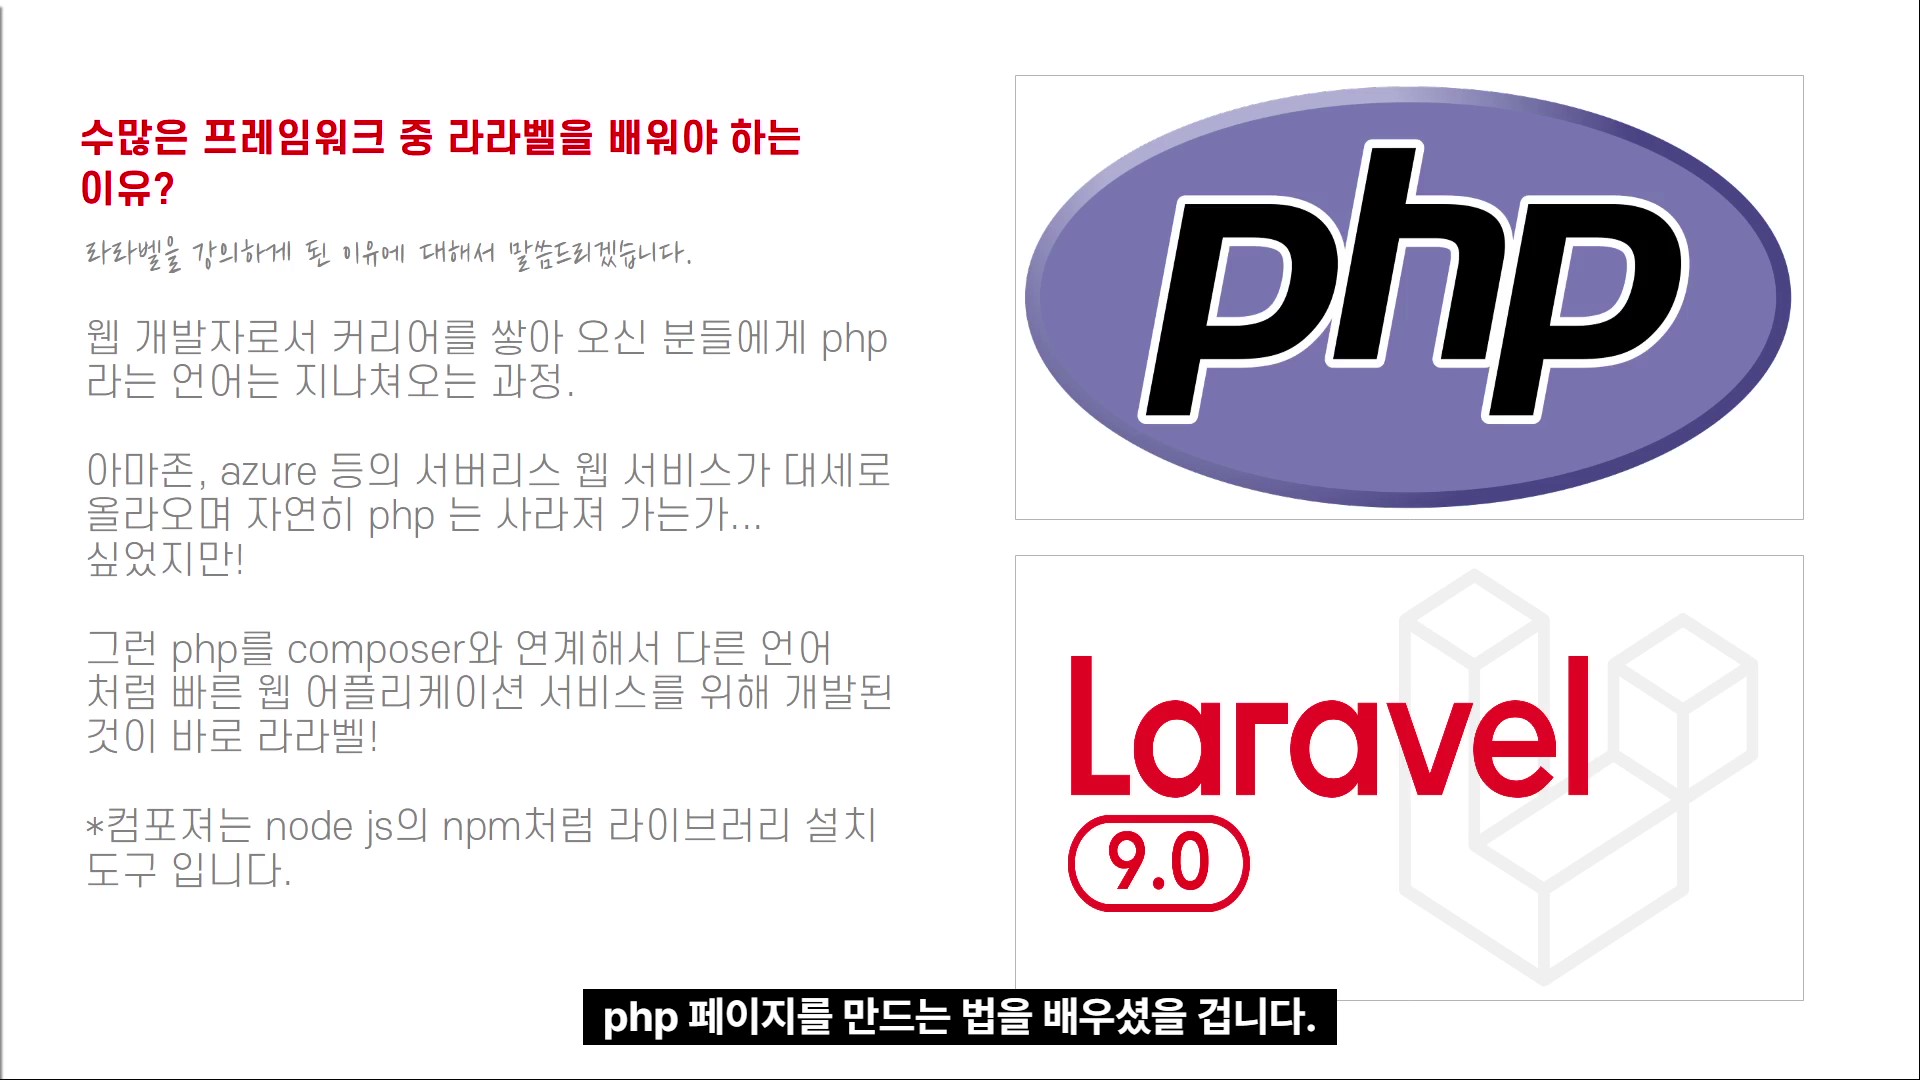 수많은 프레임워크 중 라라벨을 배워야 하는
이유?
라라벨을 강의하게 된 이유에 대해서 말씀드리겠습니다.
웹 개발자로서 커리어를 쌓아 오신 분들에게 php
라는 언어는 지나쳐오는 과정.
아마존, azure 등의 서버리스 웹 서비스가 대세로
올라오며 자연히 php 는 사라져 가는가...
싶었지만!
그런 php를 composer와 연계해서 다른 언어
처럼 빠른 웹 어플리케이션 서비스를 위해 개발된
것이 바로 라라벨!
*컴포져는 node js의 npm처럼 라이브러리 설치
도구 입니다.
php
Laravel
9.0
php 페이지를 만드는 법을 배우셨을 겁니다.